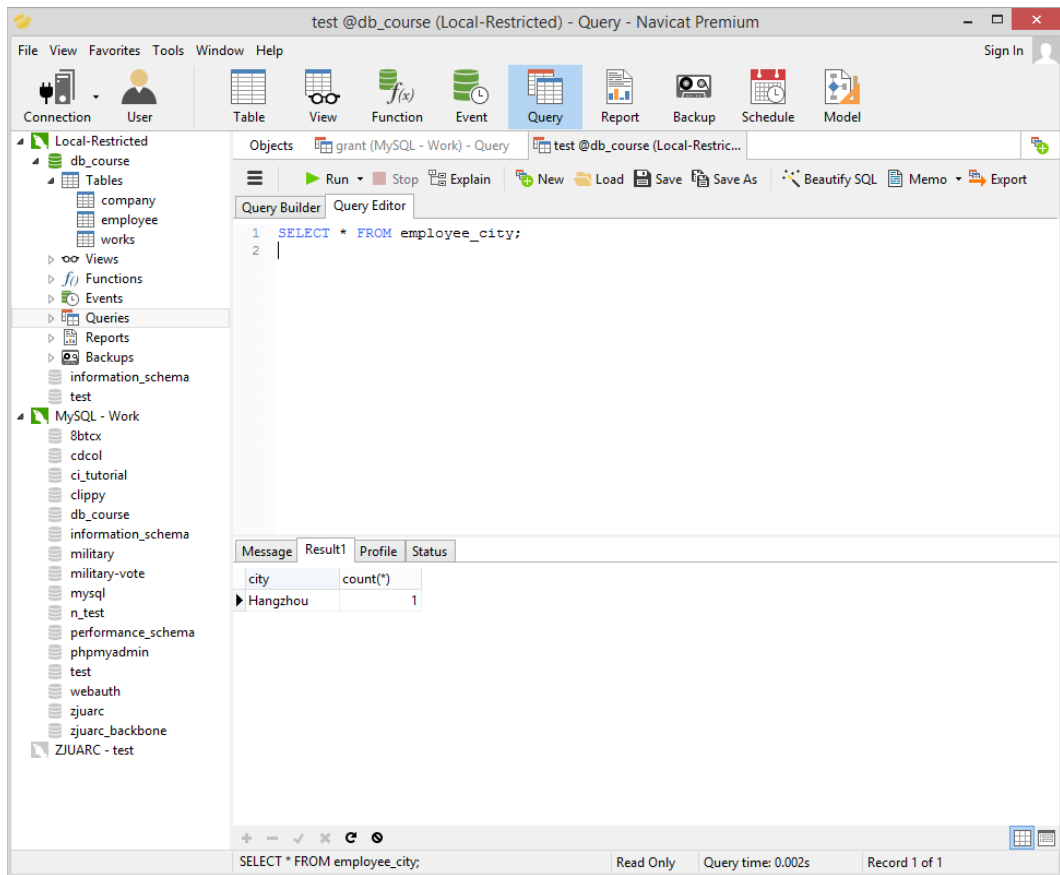 test @db_course (Local-Restricted) - Query - Navicat Premium
File View Favorites Tools Window Help Sign In
Connection User Table View Function Event Query Report Backup Schedule Model
Objects grant (MySQL - Work) - Query test @db_course (Local-Restric...
Run Stop Explain New Load Save Save As Beautify SQL Memo Export
Query Builder Query Editor
1 SELECT * FROM employee_city;
2
Local-Restricted
db_course
Tables
company
employee
works
Views
f() Functions
Events
Queries
Reports
Backups
information_schema
test
MySQL - Work
8btcx
cdcol
ci_tutorial
clippy
db_course
information_schema
military
military-vote
mysql
n_test
performance_schema
phpmyadmin
test
webauth
zjuarc
zjuarc_backbone
ZJUARC - test
Message Result1 Profile Status
city count(*)
Hangzhou 1
SELECT * FROM employee_city; Read Only Query time: 0.002s Record 1 of 1